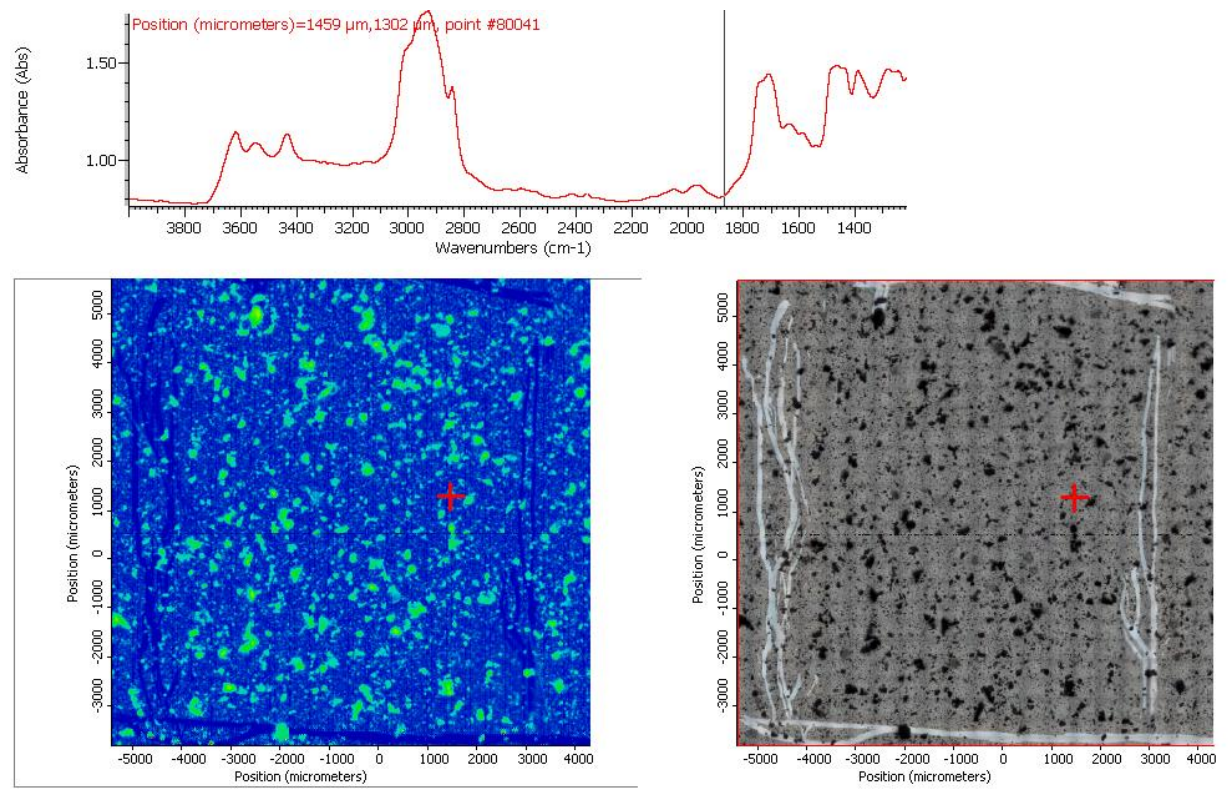 Position (micrometers)=1459 µm,1302 µm, point #80041
Absorbance (Abs)
1.50
1.00
3800 3600 3400 3200 3000 2800 2600 2400 2200 2000 1800 1600 1400
Wavenumbers (cm-1)
Position (micrometers)
5000
4000
3000
2000
1000
0
-1000
-2000
-3000
-5000 -4000 -3000 -2000 -1000 0 1000 2000 3000 4000
Position (micrometers)
Position (micrometers)
5000
4000
3000
2000
1000
0
-1000
-2000
-3000
-5000 -4000 -3000 -2000 -1000 0 1000 2000 3000 4000
Position (micrometers)